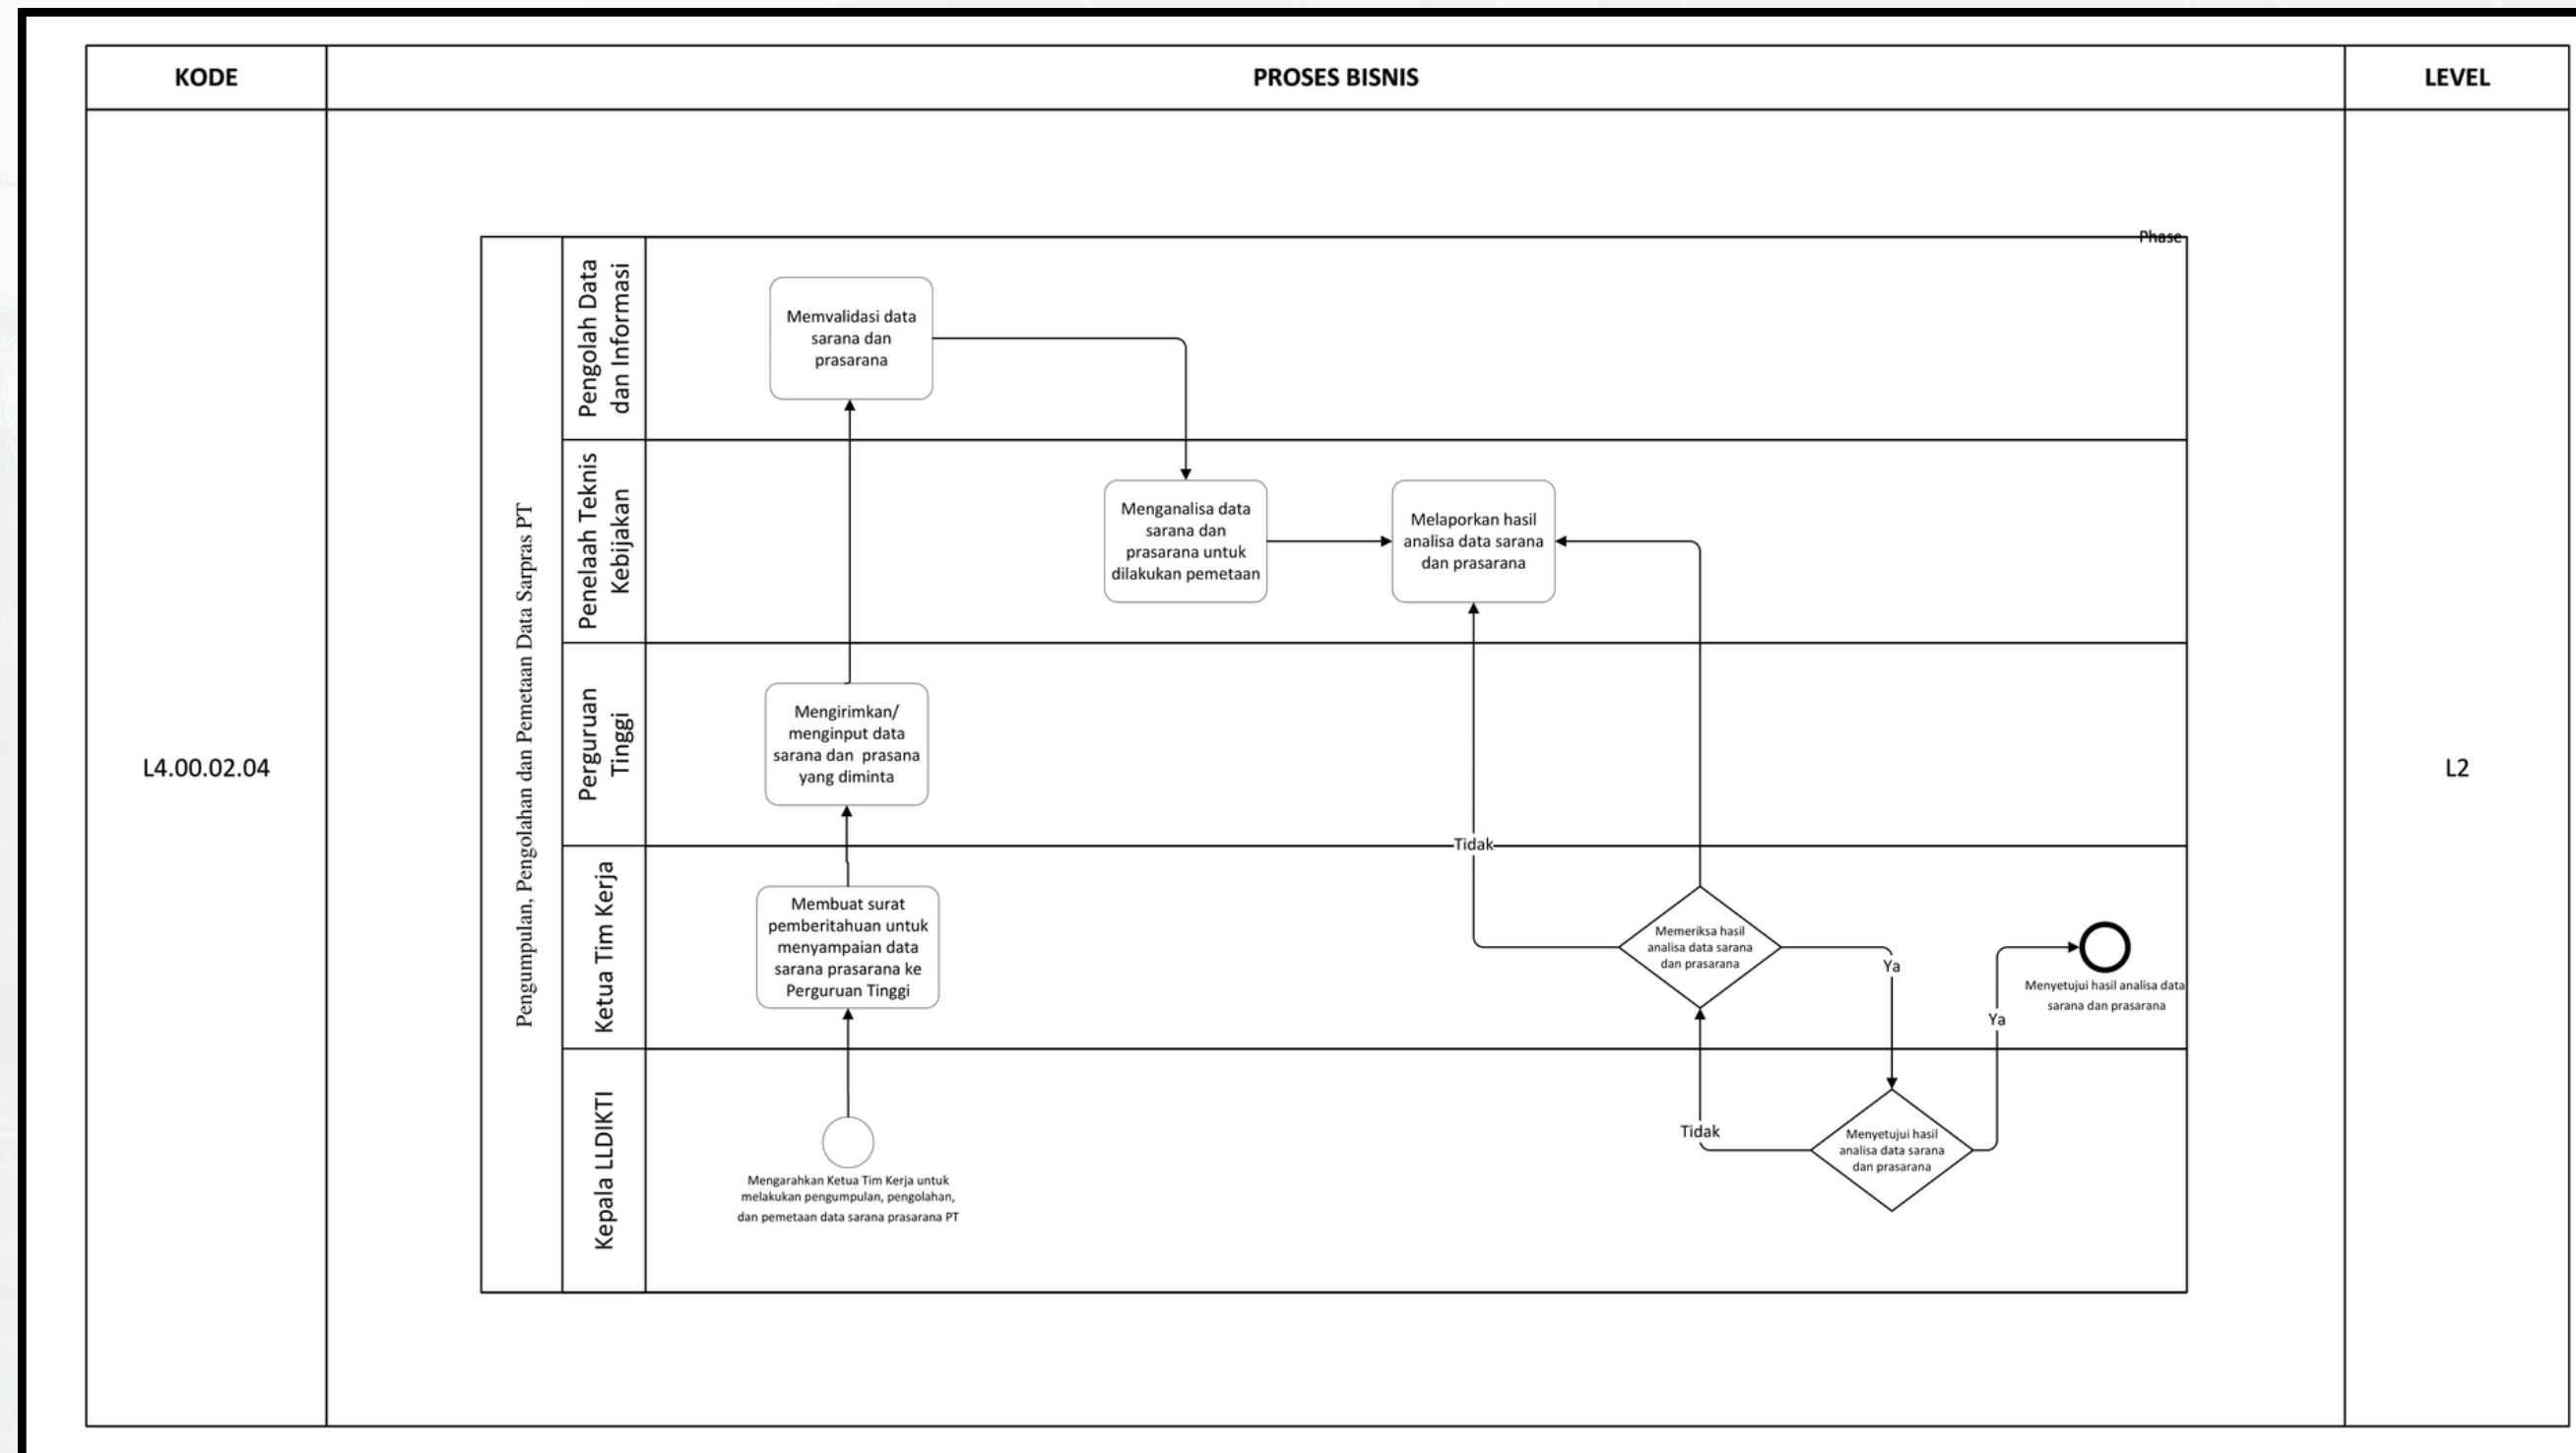 KODE
PROSES BISNIS
LEVEL
L4.00.02.04
L2
Phase
Pengumpulan, Pengolahan dan Pemetaan Data Sarpras PT
Pengolah Data
dan Informasi
Memvalidasi data
sarana dan
prasarana
Penelaah Teknis
Kebijakan
Menganalisa data
sarana dan
prasarana untuk
dilakukan pemetaan
Melaporkan hasil
analisa data sarana
dan prasarana
Perguruan
Tinggi
Mengirimkan/
menginput data
sarana dan prasana
yang diminta
Tidak
Ketua Tim Kerja
Membuat surat
pemberitahuan untuk
menyampaian data
sarana prasarana ke
Perguruan Tinggi
Memeriksa hasil
analisa data sarana
dan prasarana
Ya
Menyetujui hasil analisa data
sarana dan prasarana
Ya
Kepala LLDIKTI
Mengarahkan Ketua Tim Kerja untuk
melakukan pengumpulan, pengolahan,
dan pemetaan data sarana prasarana PT
Tidak
Menyetujui hasil
analisa data sarana
dan prasarana